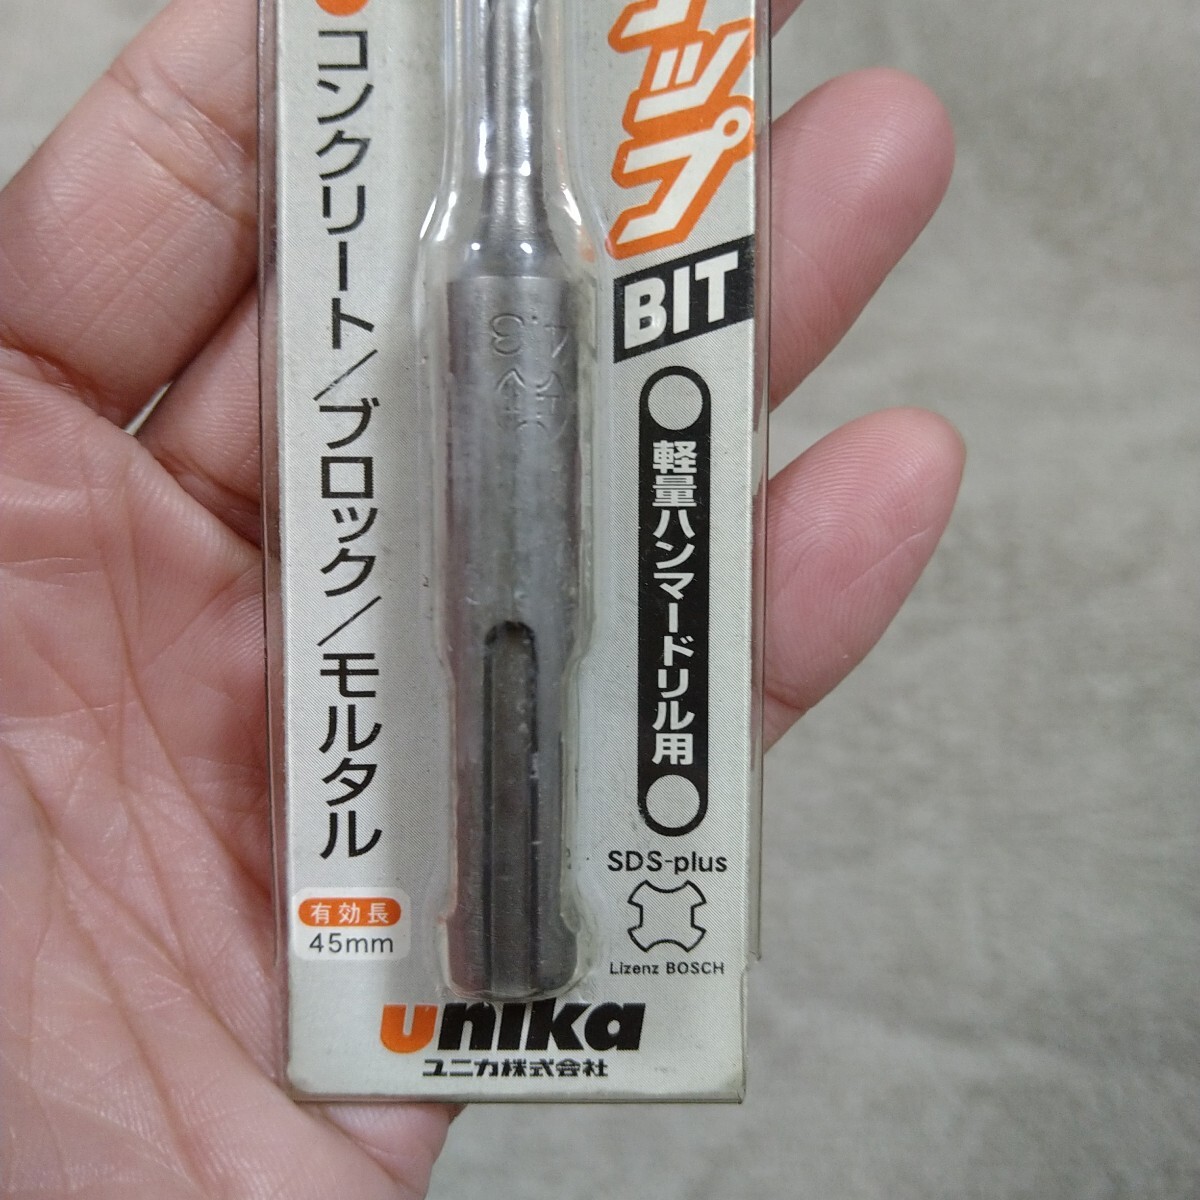 コンクリート/ブロック/モルタル
ップ
BIT
4.3
軽量ハンマードリル用
SDS-plus
Lizenz BOSCH
有効長
45mm
unika
ユニカ株式会社